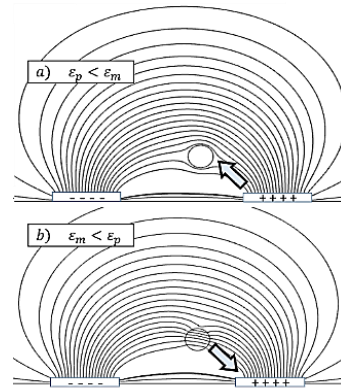 a) εₚ < εₘ
- - - - ++++
b) εₘ < εₚ
- - - - ++++